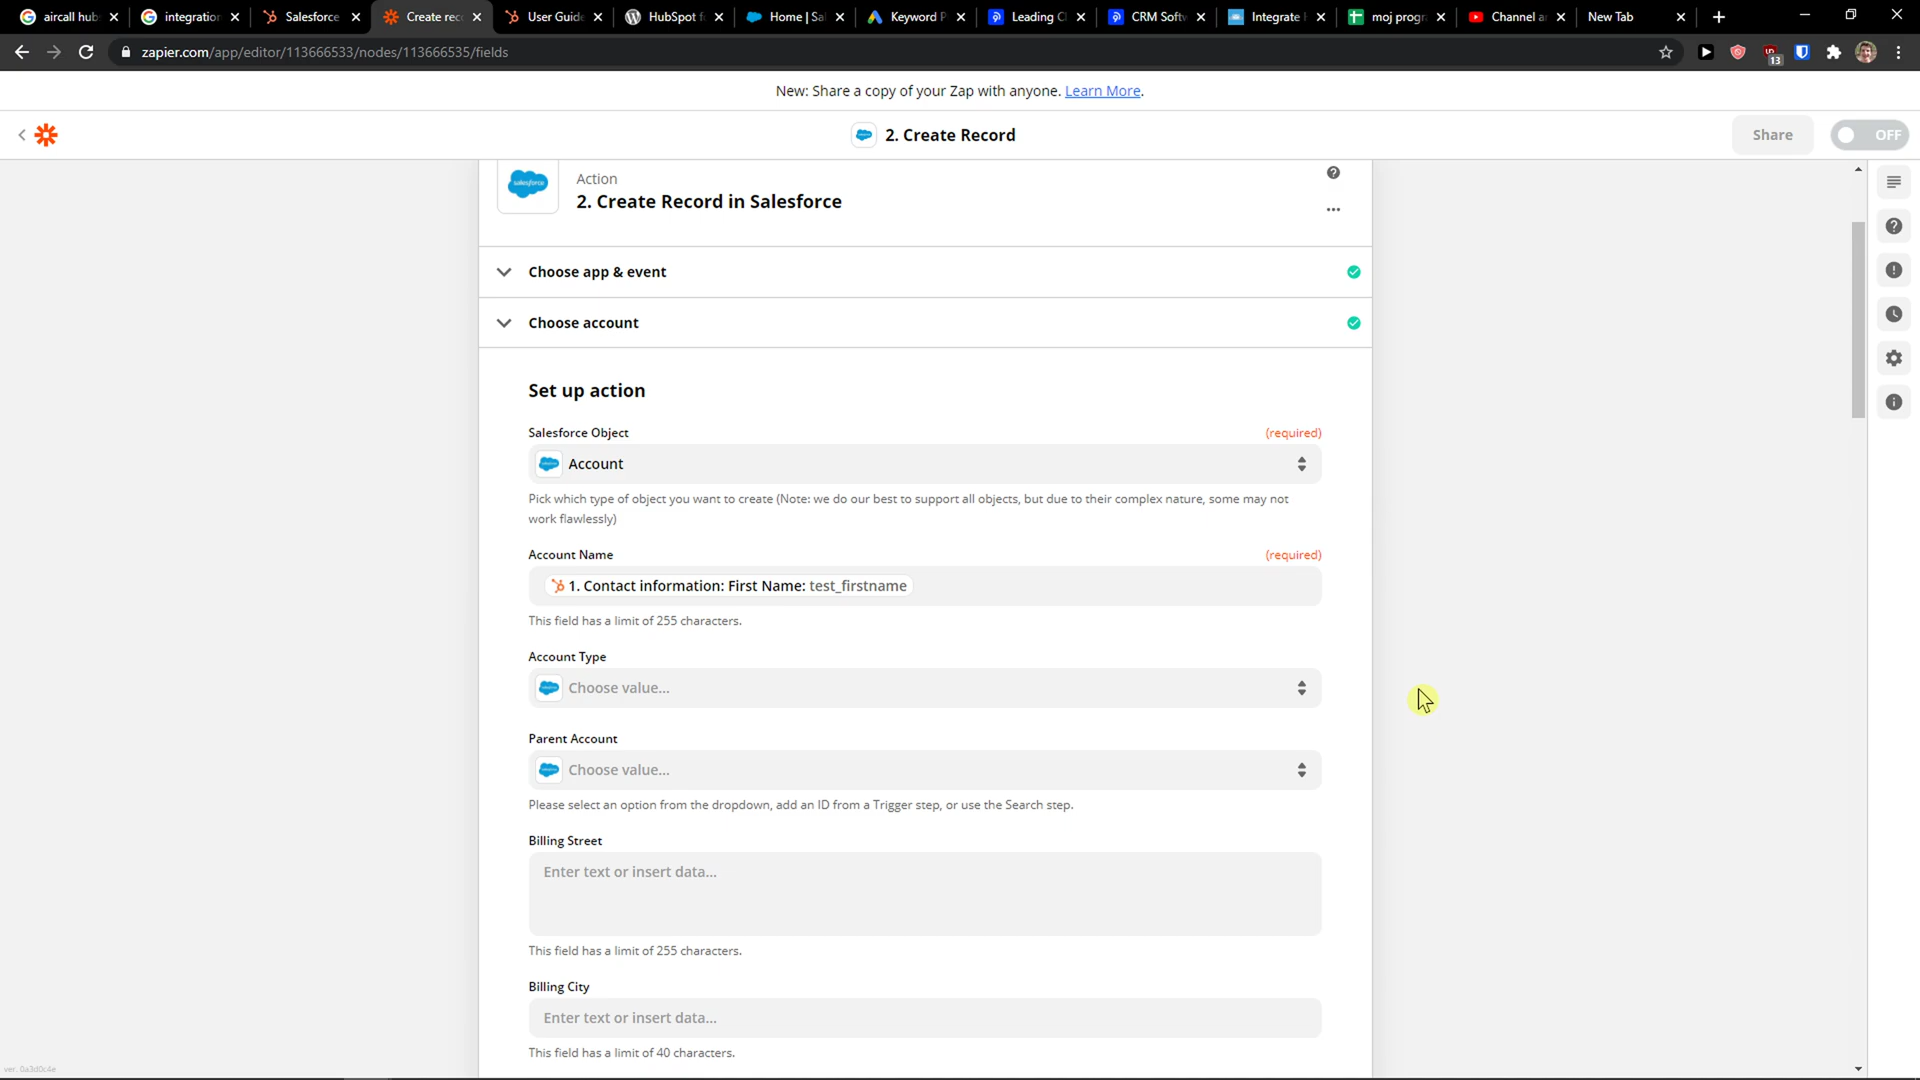 aircall hub
integration
Salesforce
Create reco
User Guide
HubSpot f
Home | Sa
Keyword P
Leading C
CRM Softw
Integrate
moj progr
Channel a
New Tab
zapier.com/app/editor/113666533/nodes/113666535/fields
13
New: Share a copy of your Zap with anyone. Learn More.
2. Create Record
Share
OFF
salesforce
Action
2. Create Record in Salesforce
Choose app & event
Choose account
Set up action
Salesforce Object
(required)
Account
Pick which type of object you want to create (Note: we do our best to support all objects, but due to their complex nature, some may not
work flawlessly)
Account Name
(required)
1. Contact information: First Name: test_firstname
This field has a limit of 255 characters.
Account Type
Choose value...
Parent Account
Choose value...
Please select an option from the dropdown, add an ID from a Trigger step, or use the Search step.
Billing Street
Enter text or insert data...
This field has a limit of 255 characters.
Billing City
Enter text or insert data...
This field has a limit of 40 characters.
ver. 0a3d0c4e